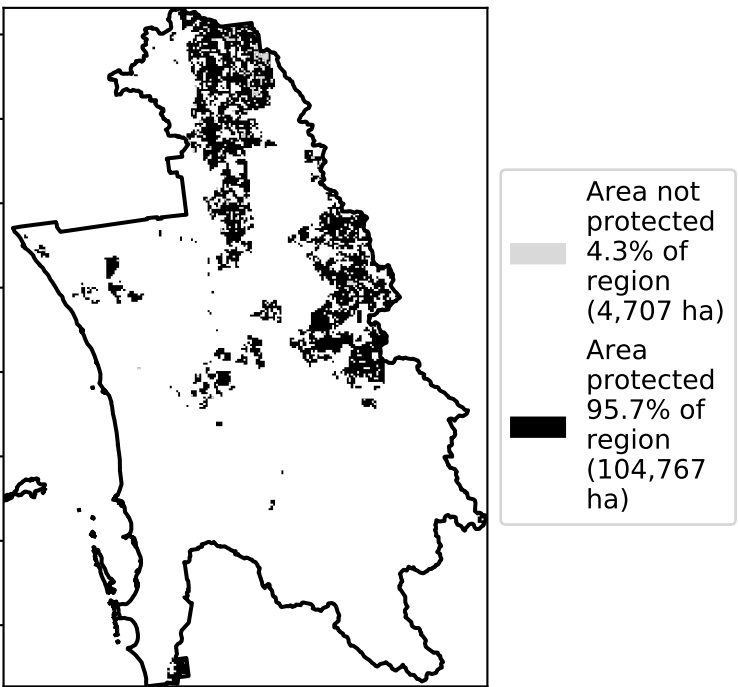 Area not
protected
4.3% of
region
(4,707 ha)
Area
protected
95.7% of
region
(104,767
ha)